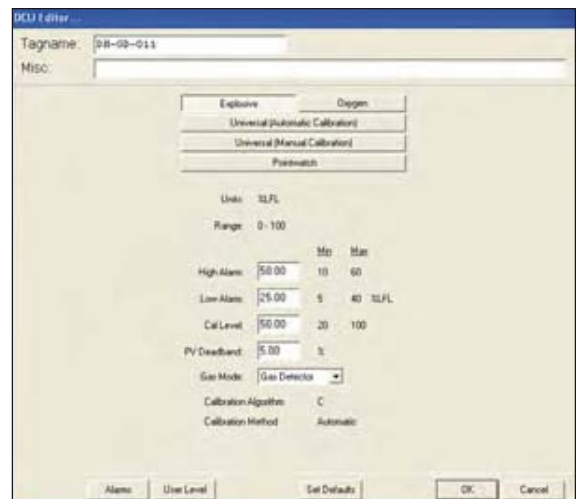 DCU Editor...
Tagname: DM-GD-011
Misc:
Explosive Oxygen
Universal (Automatic Calibration)
Universal (Manual Calibration)
Pointwatch
Units %LFL
Range 0 - 100
Min Max
High Alarm 50.00 10 60
Low Alarm 25.00 5 40 %LFL
Cal Level 50.00 20 100
PV Deadband 5.00 %
Gas Mode: Gas Detector
Calibration Algorithm C
Calibration Method Automatic
Alarms User Level Set Defaults OK Cancel